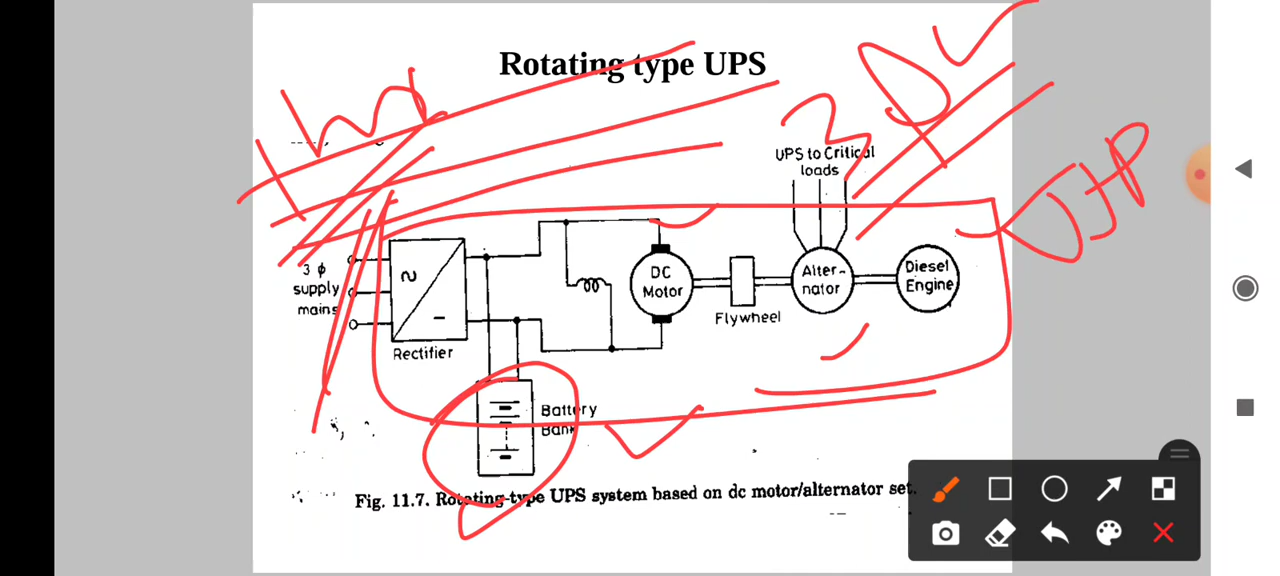 Rotating type UPS
UPS to Critical
loads
3 ϕ
supply
mains
~
−
Rectifier
DC
Motor
Flywheel
Alter-
nator
Diesel
Engine
Battery
Bank
Fig. 11.7. Rotating-type UPS system based on dc motor/alternator set.